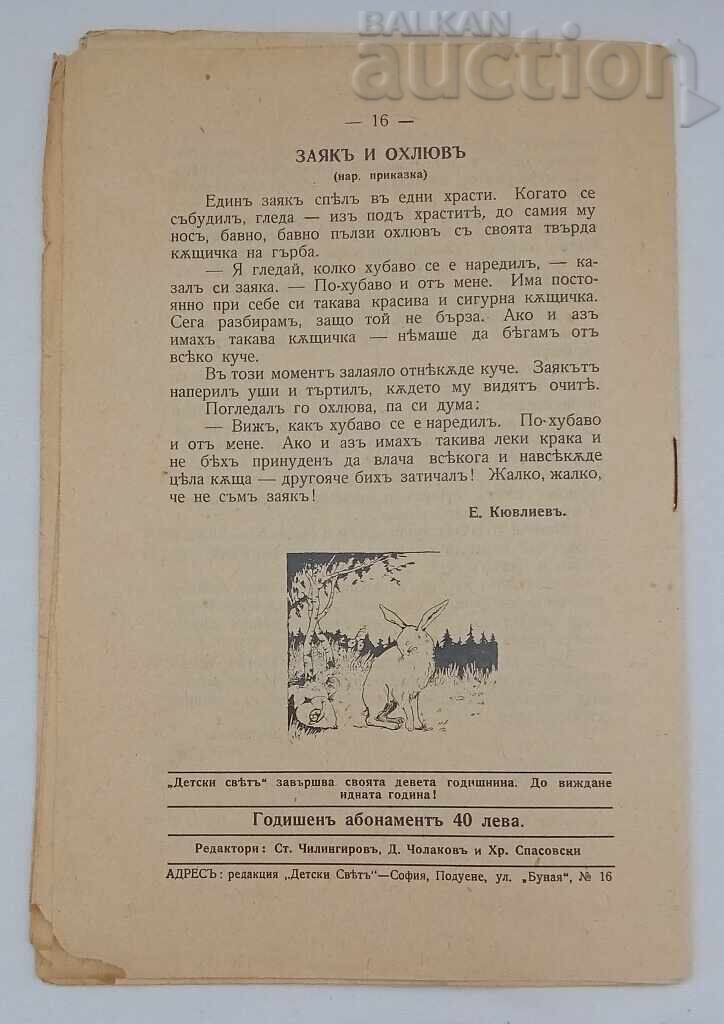 BALKAN
auction
— 16 —
ЗАЯКЪ И ОХЛЮВЪ
(нар. приказка)
Единъ заякъ спѣлъ въ едни храсти. Когато се
събудилъ, гледа — изъ подъ храститѣ, до самия му
носъ, бавно, бавно пълзи охлювъ съ своята твърда
кѫщичка на гърба.
— Я гледай, колко хубаво се е наредилъ, — ка-
залъ си заяка. — По-хубаво и отъ мене. Има посто-
янно при себе си такава красива и сигурна кѫщичка.
Сега разбирамъ, защо той не бърза. Ако и азъ
имахъ такава кѫщичка — нѣмаше да бѣгамъ отъ
всѣко куче.
Въ този моментъ залаяло отнѣкѫде куче. Заякътъ
наперилъ уши и търтилъ, кѫдето му видятъ очитѣ.
Погледалъ го охлюва, па си дума:
— Вижъ, какъ хубаво се е наредилъ. По-хубаво
и отъ мене. Ако и азъ имахъ такива леки крака и
не бѣхъ принуденъ да влача всѣкога и навсѣкѫде
цѣла кѫща — другояче бихъ затичалъ! Жалко, жалко,
че не съмъ заякъ!
Е. Кювлиевъ.
„Детски свѣтъ“ завършва своята девета годишнина. До виждане
идната година!
Годишенъ абонаментъ 40 лева.
Редактори: Ст. Чилингировъ, Д. Чолаковъ и Хр. Спасовски
АДРЕСЪ: редакция „Детски Свѣтъ“—София, Подуене, ул. „Буная“, № 16